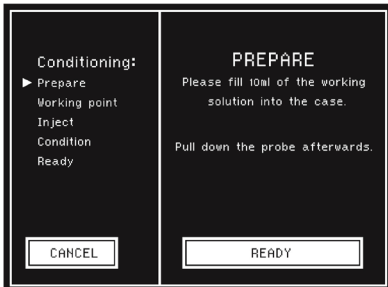 Conditioning:
Prepare
Working point
Inject
Condition
Ready
CANCEL
PREPARE
Please fill 10ml of the working
solution into the case.
Pull down the probe afterwards.
READY